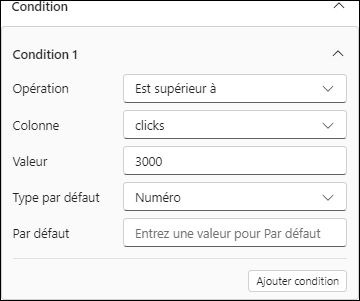 Condition
Condition 1
Opération Est supérieur à
Colonne clicks
Valeur 3000
Type par défaut Numéro
Par défaut Entrez une valeur pour Par défaut
Ajouter condition